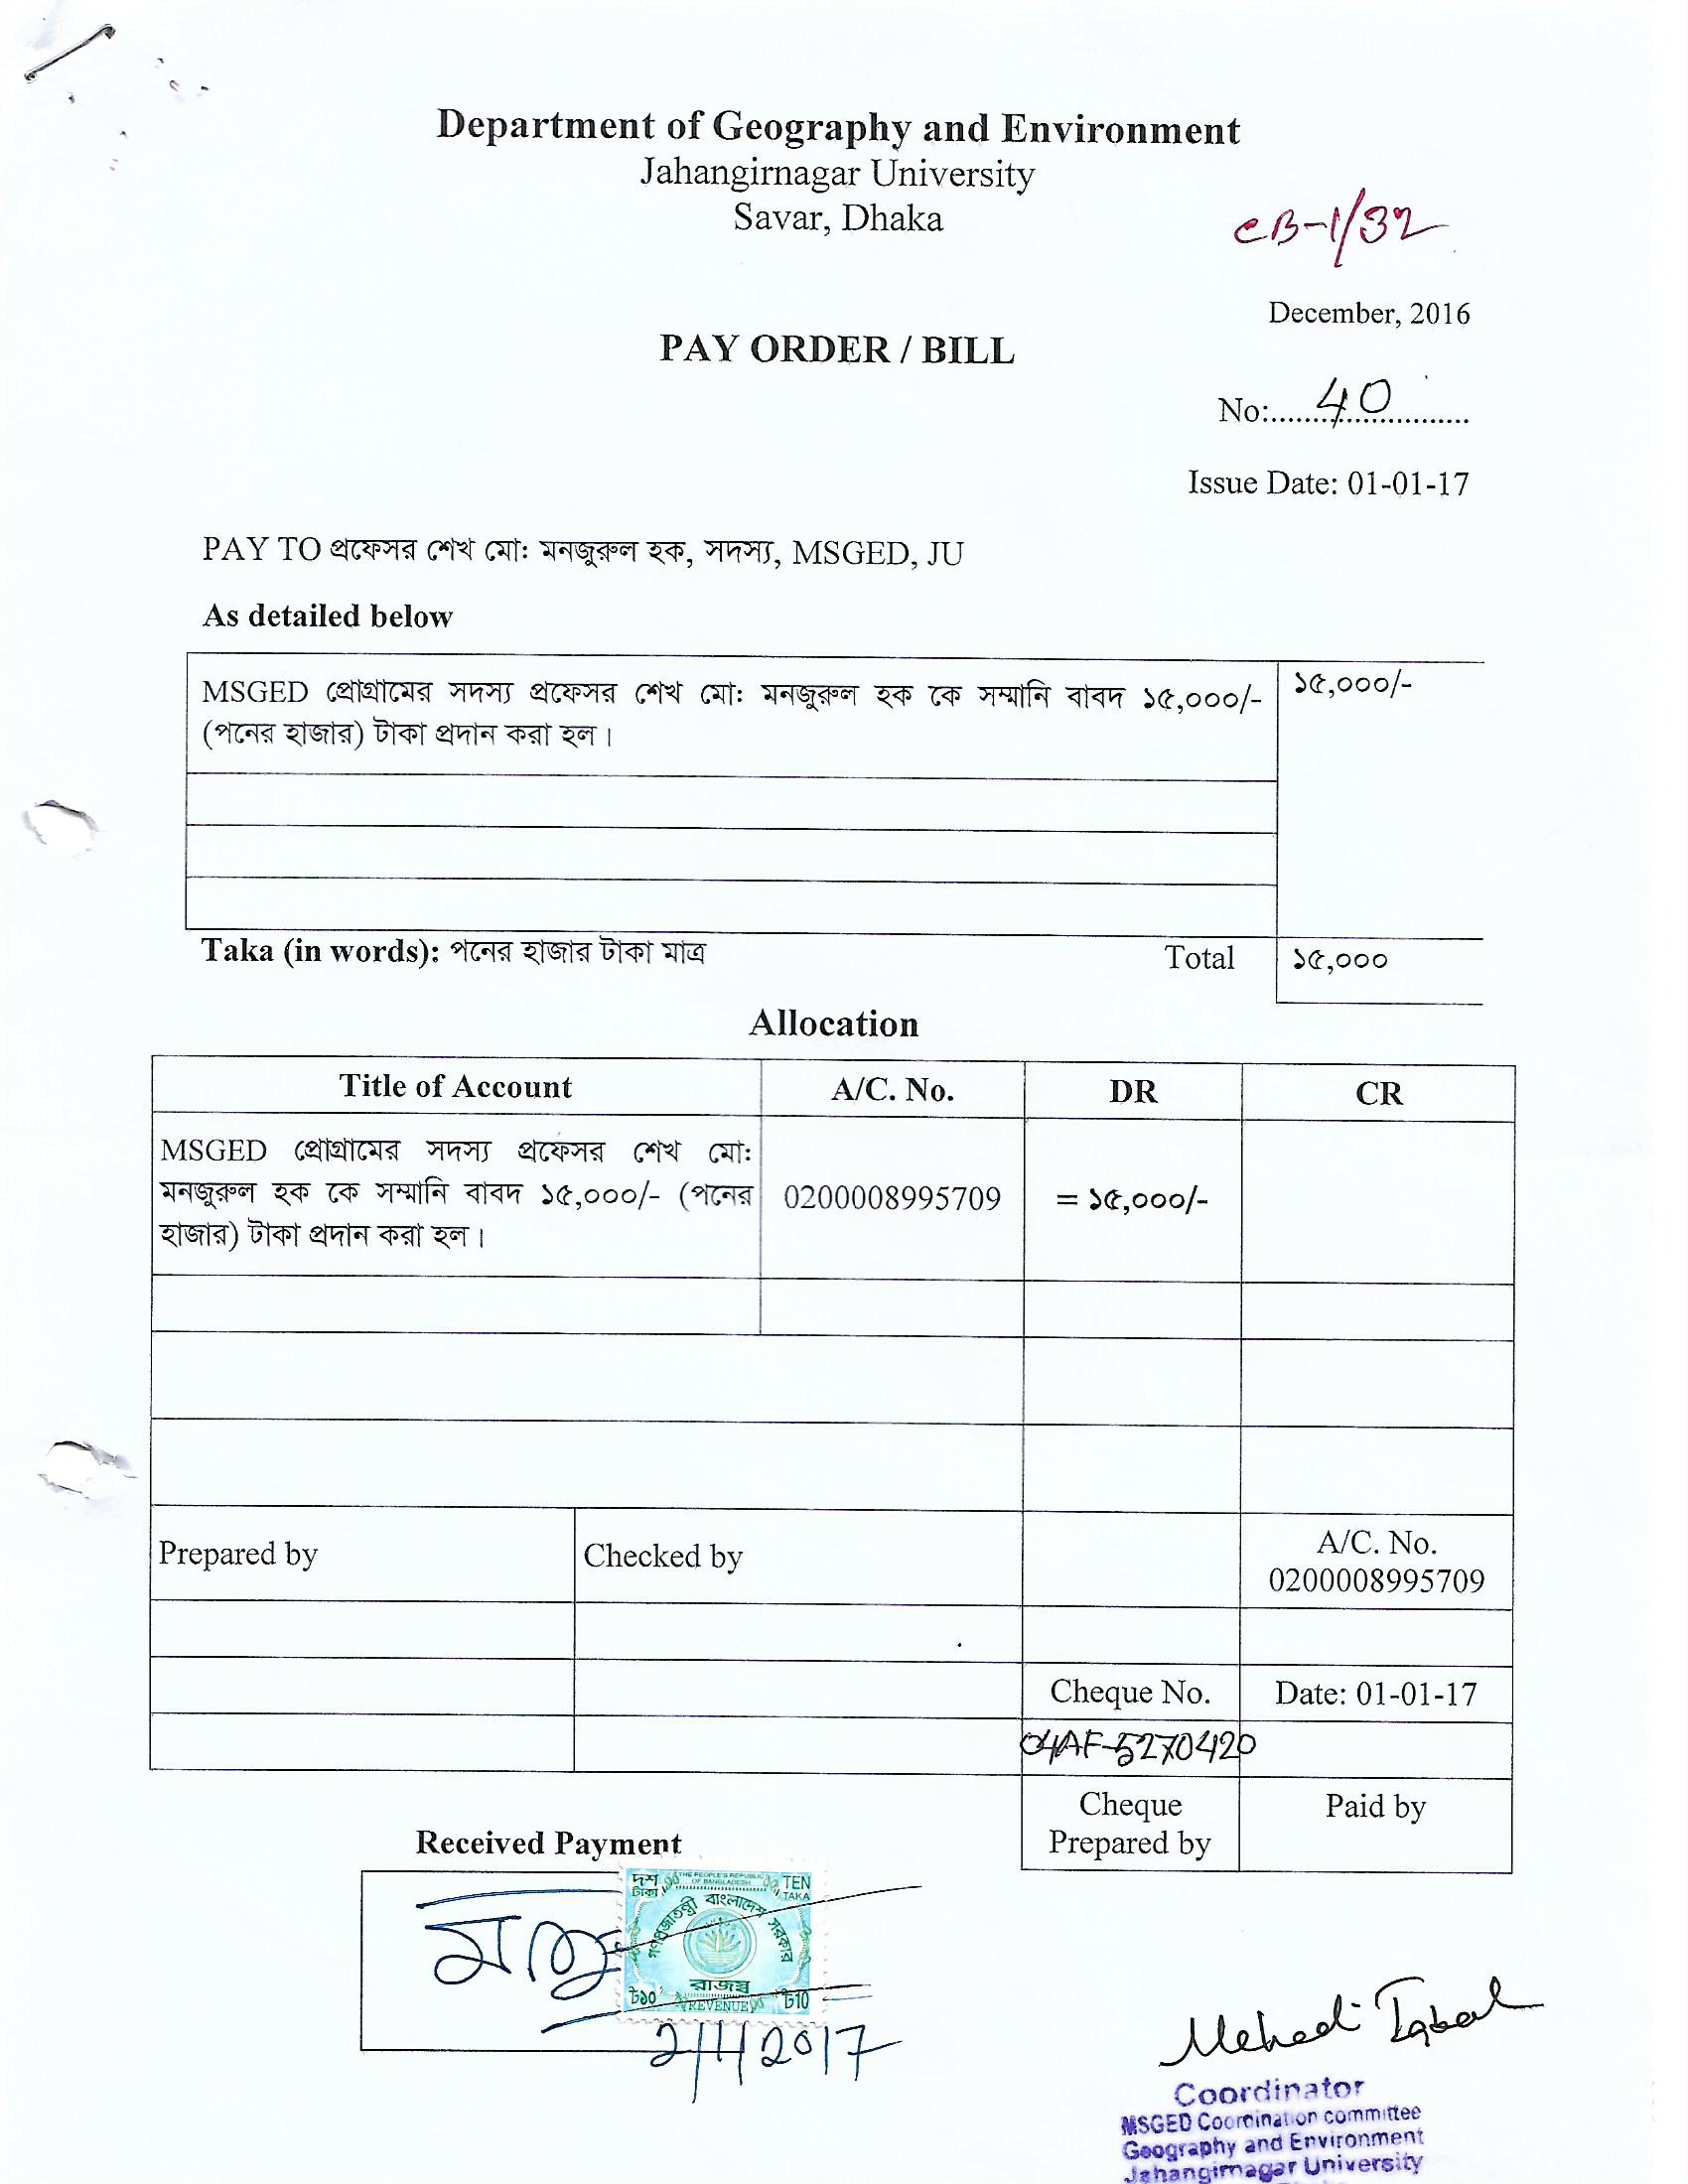 Department of Geography and Environment
Jahangirnagar University
Savar, Dhaka
CB-1/32
December, 2016
PAY ORDER / BILL
No:......40......
Issue Date: 01-01-17
PAY TO প্রফেসর শেখ মো: মনজুরুল হক, সদস্য, MSGED, JU
As detailed below
MSGED প্রোগ্রামের সদস্য প্রফেসর শেখ মো: মনজুরুল হক কে সম্মানি বাবদ ১৫,০০০/- ১৫,০০০/-
(পনের হাজার) টাকা প্রদান করা হল।
Taka (in words): পনের হাজার টাকা মাত্র Total ১৫,০০০
Allocation
Title of Account A/C. No. DR CR
MSGED প্রোগ্রামের সদস্য প্রফেসর শেখ মো:
মনজুরুল হক কে সম্মানি বাবদ ১৫,০০০/- (পনের 0200008995709 = ১৫,০০০/-
হাজার) টাকা প্রদান করা হল।
Prepared by Checked by A/C. No.
0200008995709
Cheque No. Date: 01-01-17
04AF-5270420
Cheque Paid by
Prepared by
Received Payment
দশ টাকা THE PEOPLE'S REPUBLIC OF BANGLADESH TEN TAKA
গণপ্রজাতন্ত্রী বাংলাদেশ সরকার
রাজস্ব
৳১০ REVENUE ৳10
2/1/2017
Mehedi Iqbal
Coordinator
MSGED Coordination committee
Geography and Environment
Jahangirnagar University